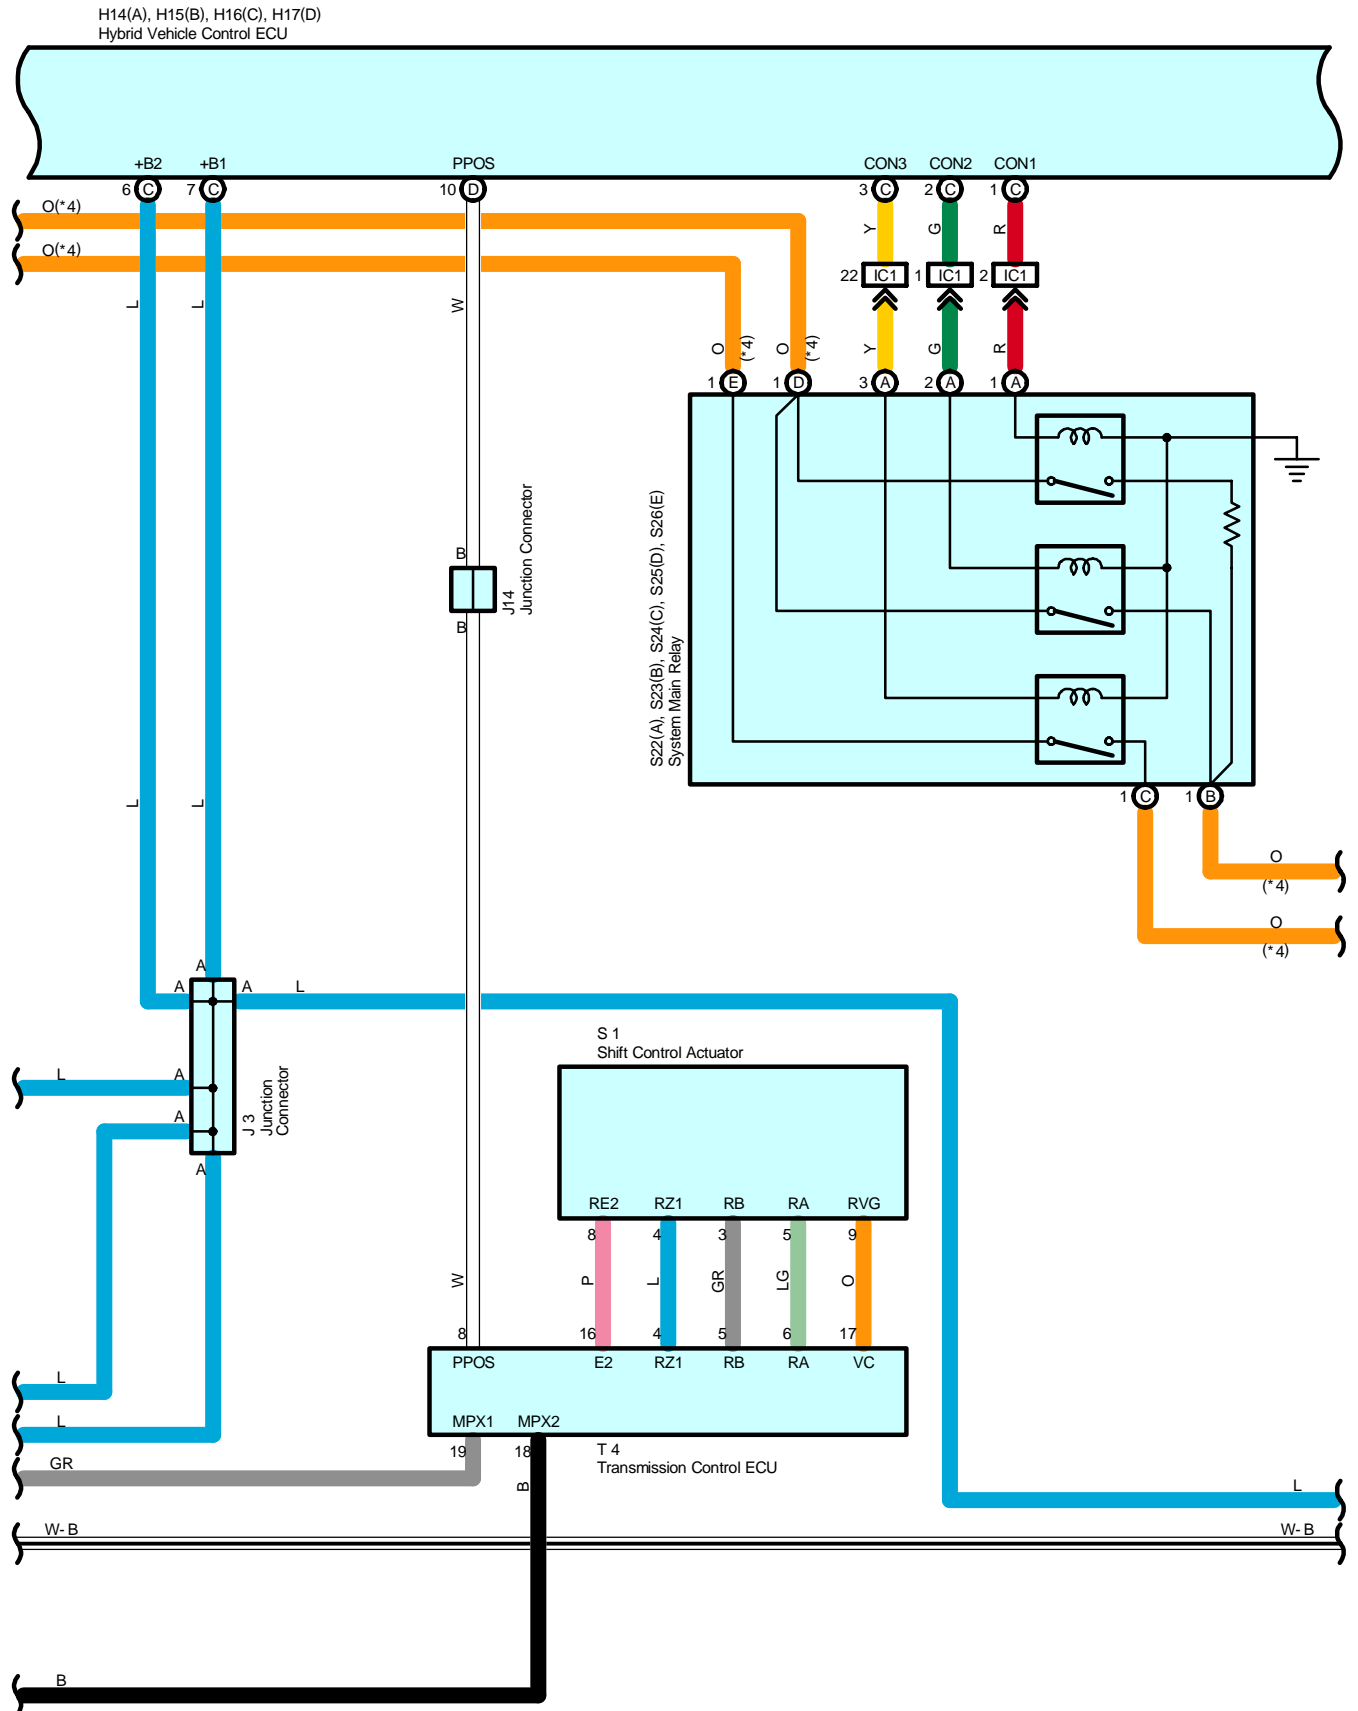 H14(A), H15(B), H16(C), H17(D)
Hybrid Vehicle Control ECU
+B2 +B1 PPOS CON3 CON2 CON1
6 C 7 C 10 D 3 C 2 C 1 C
O(*4)
O(*4)
Y G R
22 IC1 1 IC1 2 IC1
L L W
O (*4) O (*4) Y G R
1 E 1 D 3 A 2 A 1 A
S22(A), S23(B), S24(C), S25(D), S26(E)
System Main Relay
B
J14
Junction Connector
B
L L
1 C 1 B
O
(*4)
O
(*4)
A
A A L
S 1
Shift Control Actuator
L A
A
J 3
Junction
Connector
A
RE2 RZ1 RB RA RVG
8 4 3 5 9
W P L GR LG O
8 16 4 5 6 17
PPOS E2 RZ1 RB RA VC
L
L
MPX1 MPX2
19 18
T 4
Transmission Control ECU
GR
B
L
W-B W-B
B